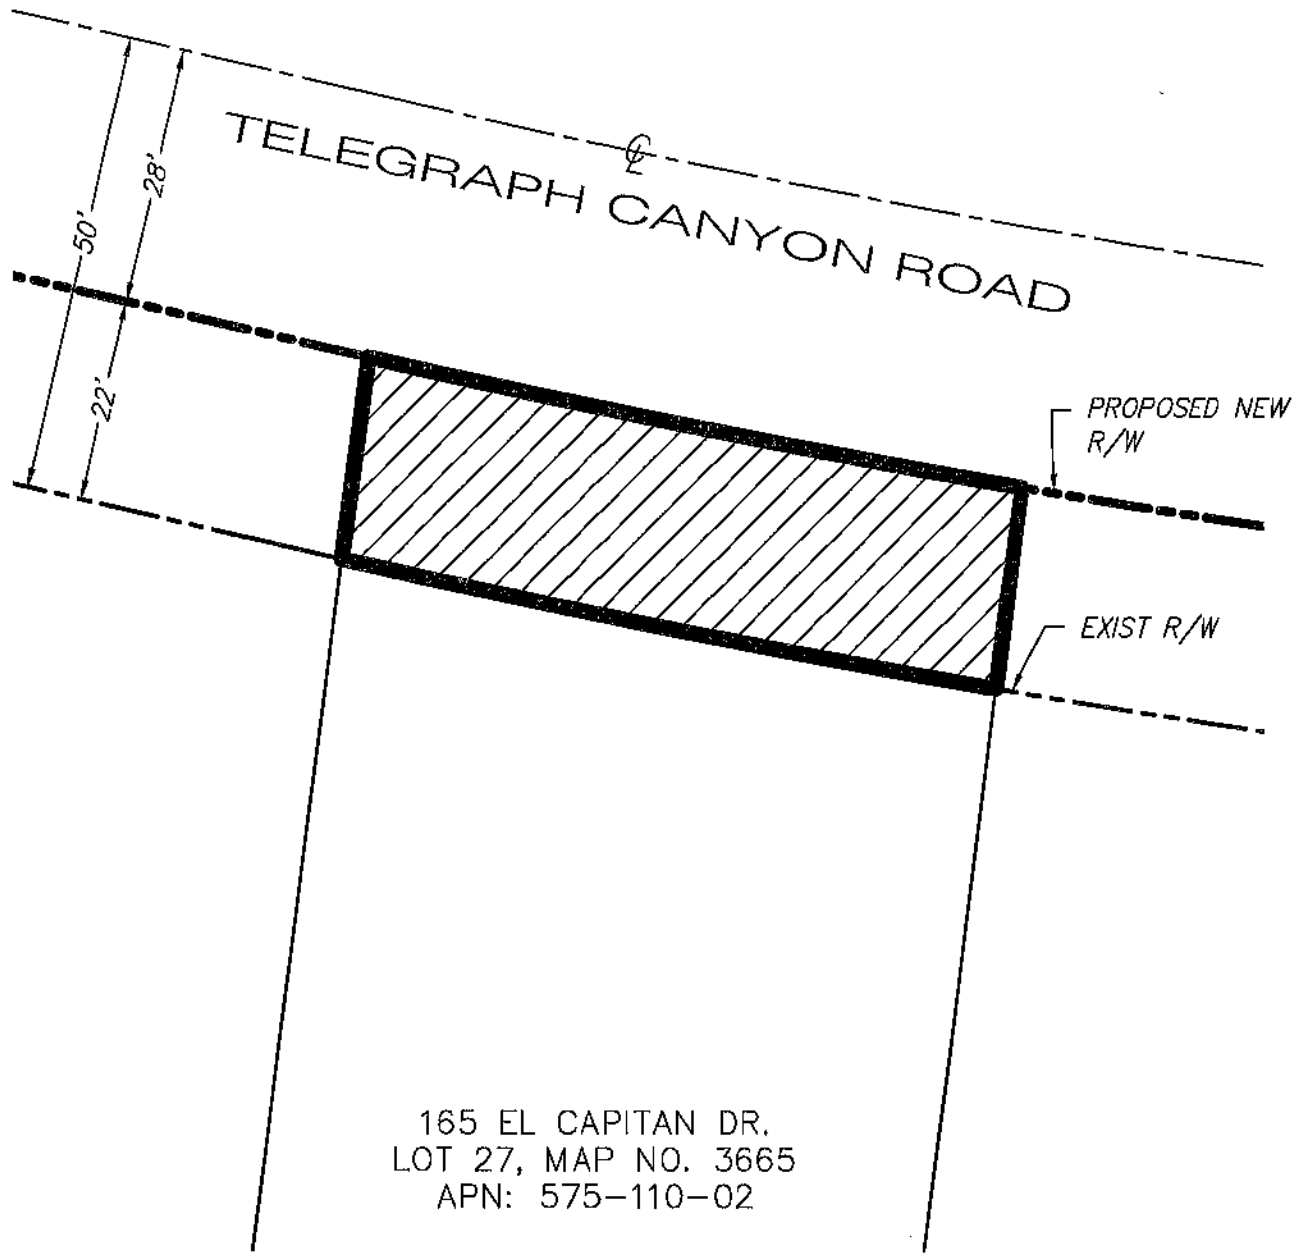 TELEGRAPH CANYON ROAD
℄
28'
50'
22'
PROPOSED NEW
R/W
EXIST R/W
165 EL CAPITAN DR.
LOT 27, MAP NO. 3665
APN: 575-110-02